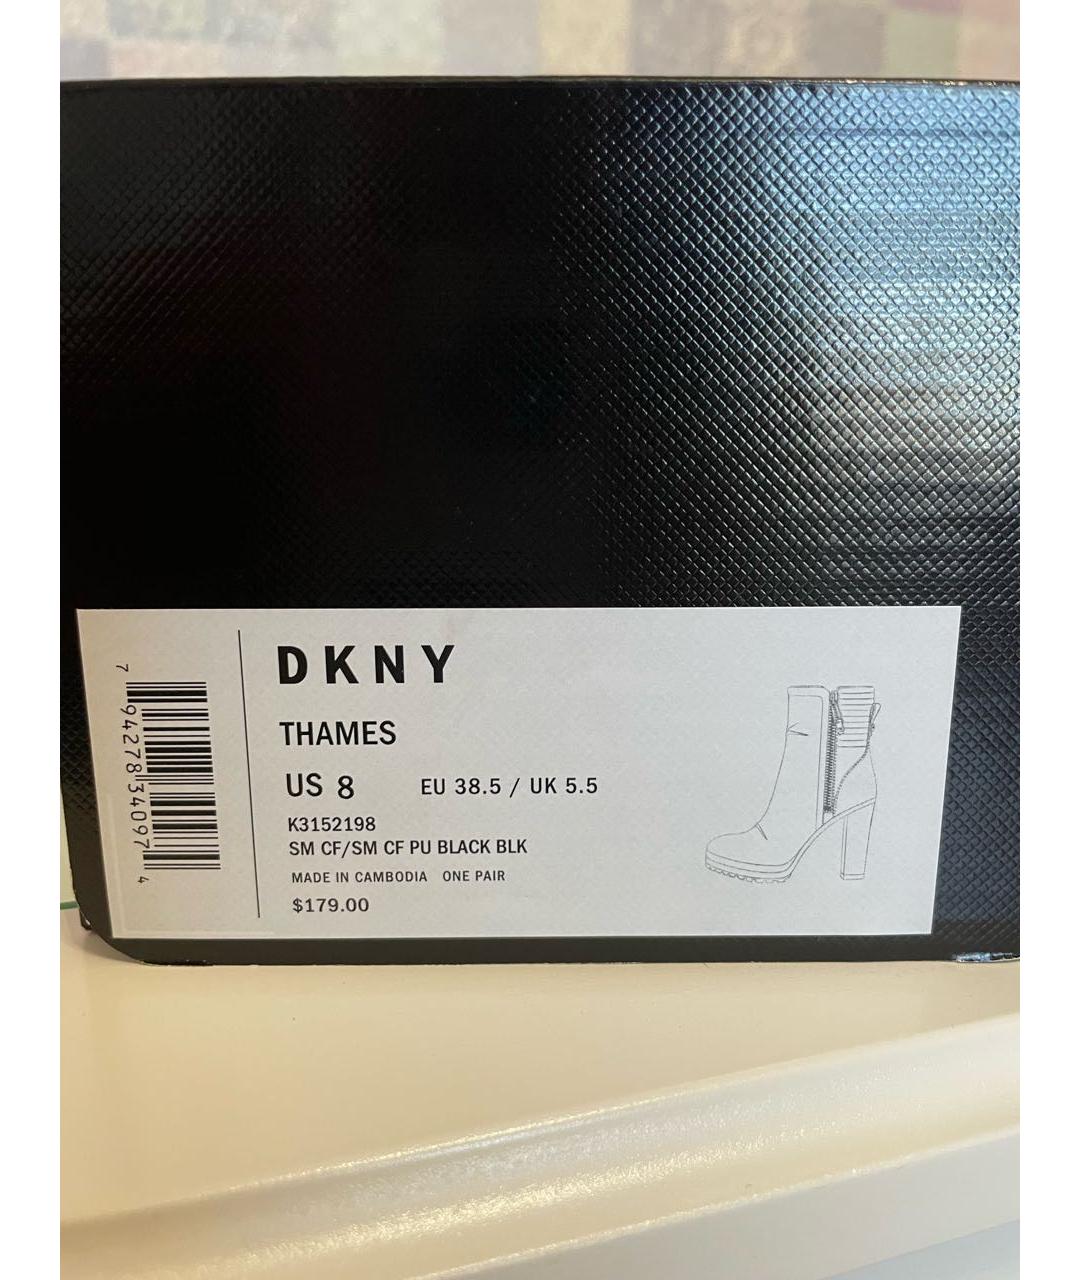 DKNY
THAMES
US 8 EU 38.5 / UK 5.5
K3152198
SM CF/SM CF PU BLACK BLK
MADE IN CAMBODIA ONE PAIR
$179.00
7 94278 34097 4